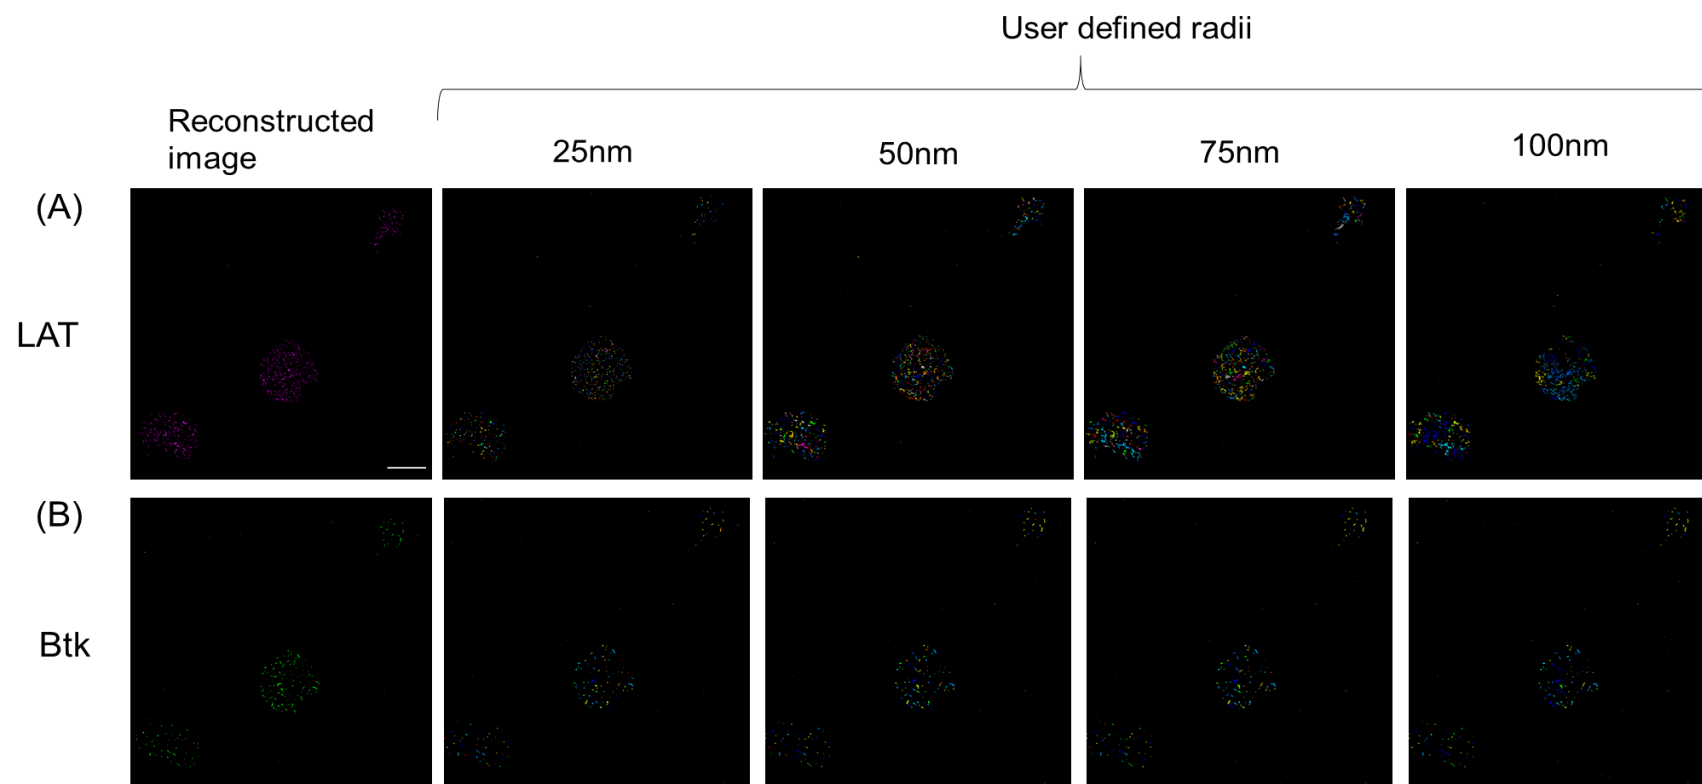 User defined radii
Reconstructed
image
25nm
50nm
75nm
100nm
(A)
LAT
(B)
Btk